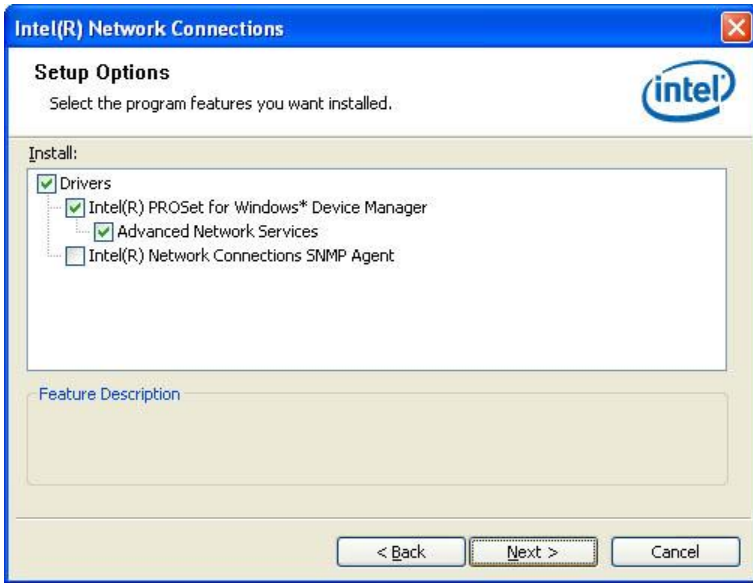 Intel(R) Network Connections
Setup Options
Select the program features you want installed.
intel
Install:
Drivers
Intel(R) PROSet for Windows* Device Manager
Advanced Network Services
Intel(R) Network Connections SNMP Agent
Feature Description
< Back
Next >
Cancel